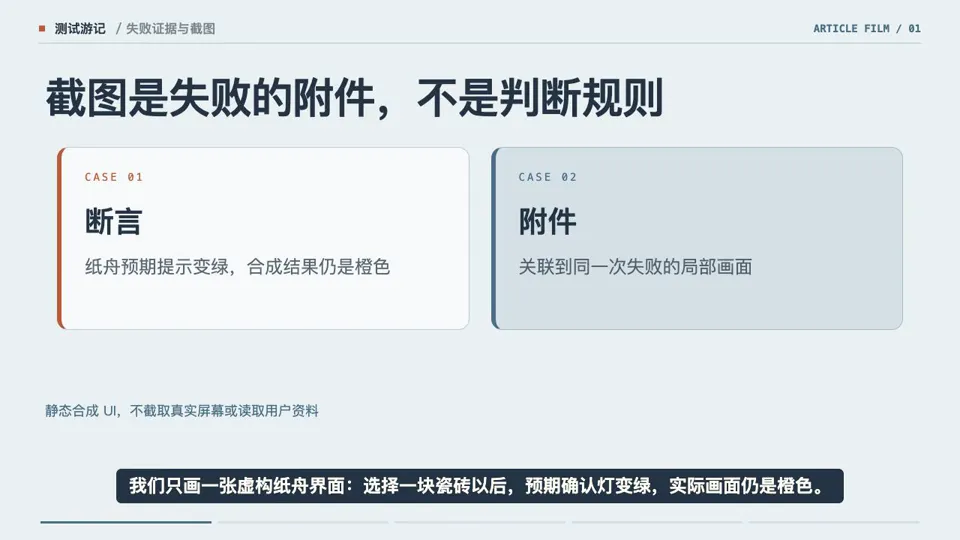 测试游记 / 失败证据与截图
ARTICLE FILM / 01
截图是失败的附件，不是判断规则
CASE 01
断言
纸舟预期提示变绿，合成结果仍是橙色
CASE 02
附件
关联到同一次失败的局部画面
静态合成 UI，不截取真实屏幕或读取用户资料
我们只画一张虚构纸舟界面：选择一块瓷砖以后，预期确认灯变绿，实际画面仍是橙色。